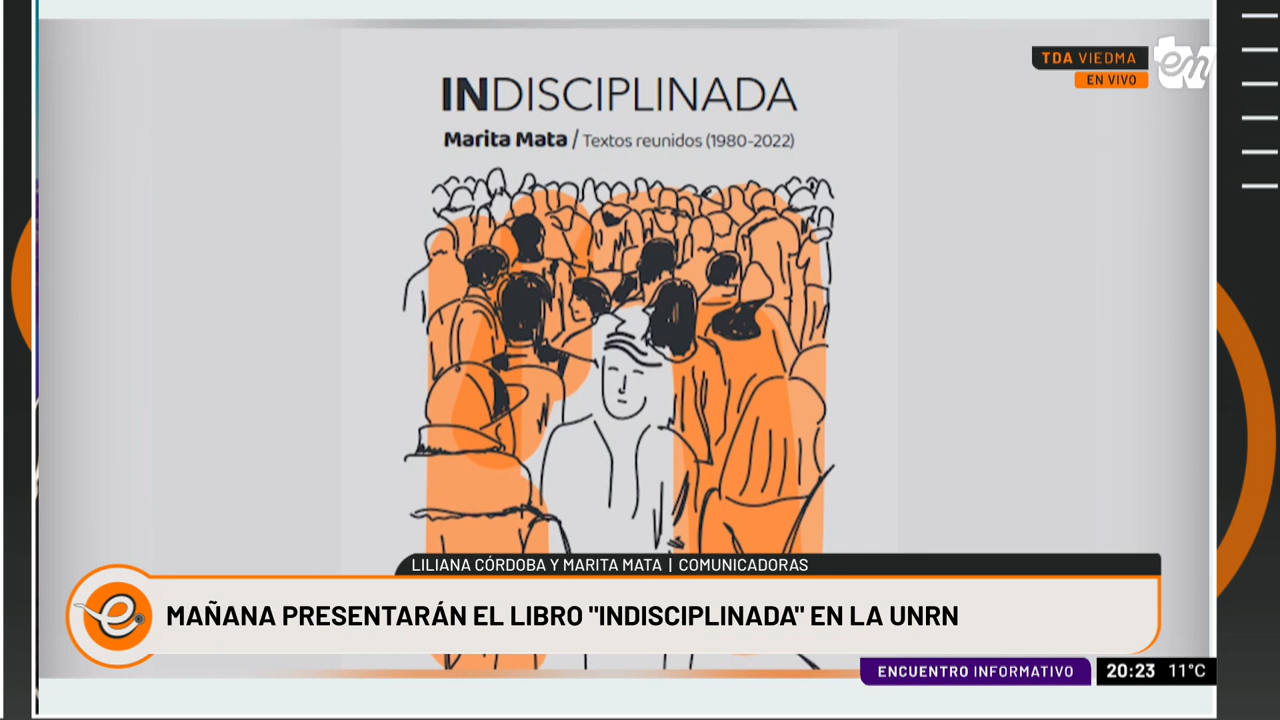 INDISCIPLINADA
Marita Mata / Textos reunidos (1980-2022)
TDA VIEDMA
EN VIVO
en
LILIANA CÓRDOBA Y MARITA MATA | COMUNICADORAS
e
MAÑANA PRESENTARÁN EL LIBRO "INDISCIPLINADA" EN LA UNRN
ENCUENTRO INFORMATIVO
20:23 11°C